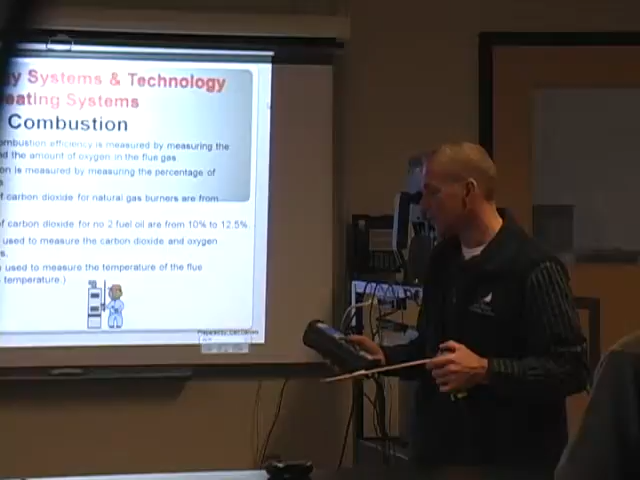 y Systems & Technology
eating Systems
Combustion
ombustion efficiency is measured by measuring the
d the amount of oxygen in the flue gas
on is measured by measuring the percentage of
f carbon dioxide for natural gas burners are from
of carbon dioxide for no 2 fuel oil are from 10% to 12.5%.
used to measure the carbon dioxide and oxygen
s.
used to measure the temperature of the flue
temperature.)